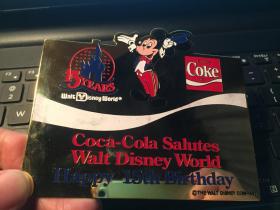 15 YEARS
Walt Disney World®
Coke
Coca-Cola Salutes
Walt Disney World
Happy 15th Birthday
© THE WALT DISNEY COMPANY